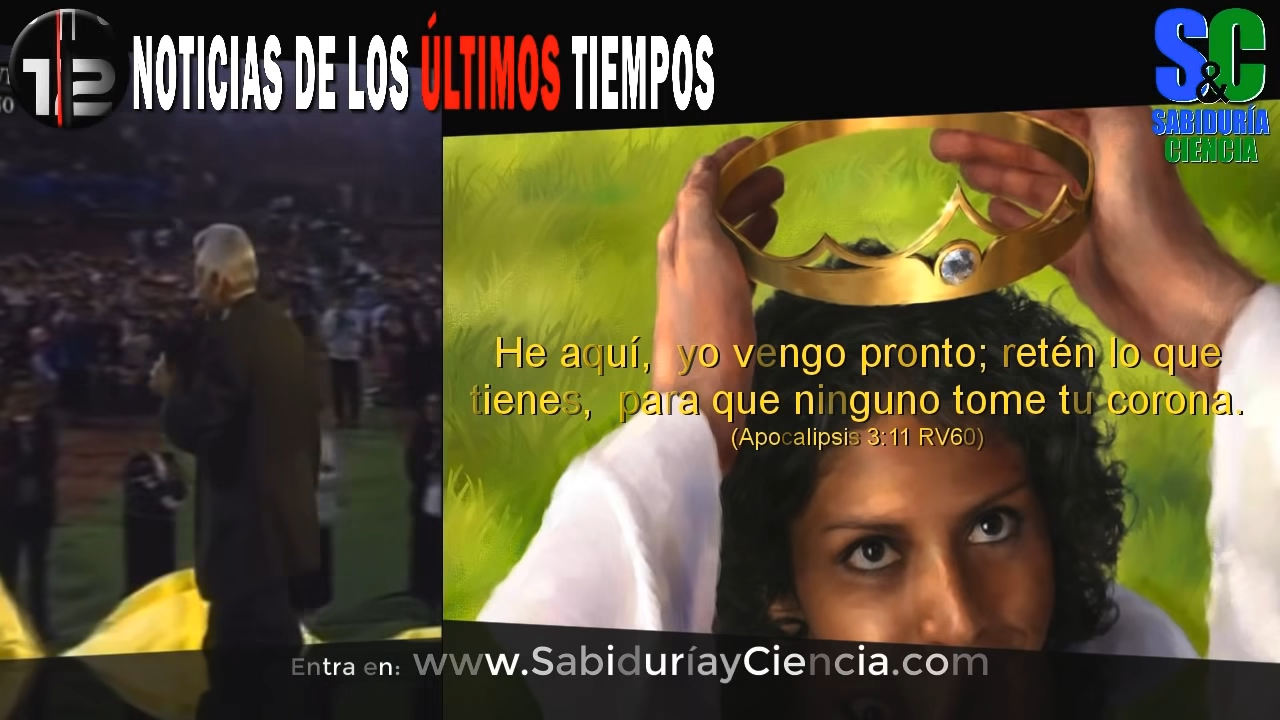 12 NOTICIAS DE LOS ÚLTIMOS TIEMPOS
S&C
SABIDURÍA
CIENCIA
He aquí, yo vengo pronto; retén lo que
tienes, para que ninguno tome tu corona.
(Apocalipsis 3:11 RV60)
Entra en: www.SabiduríayCiencia.com